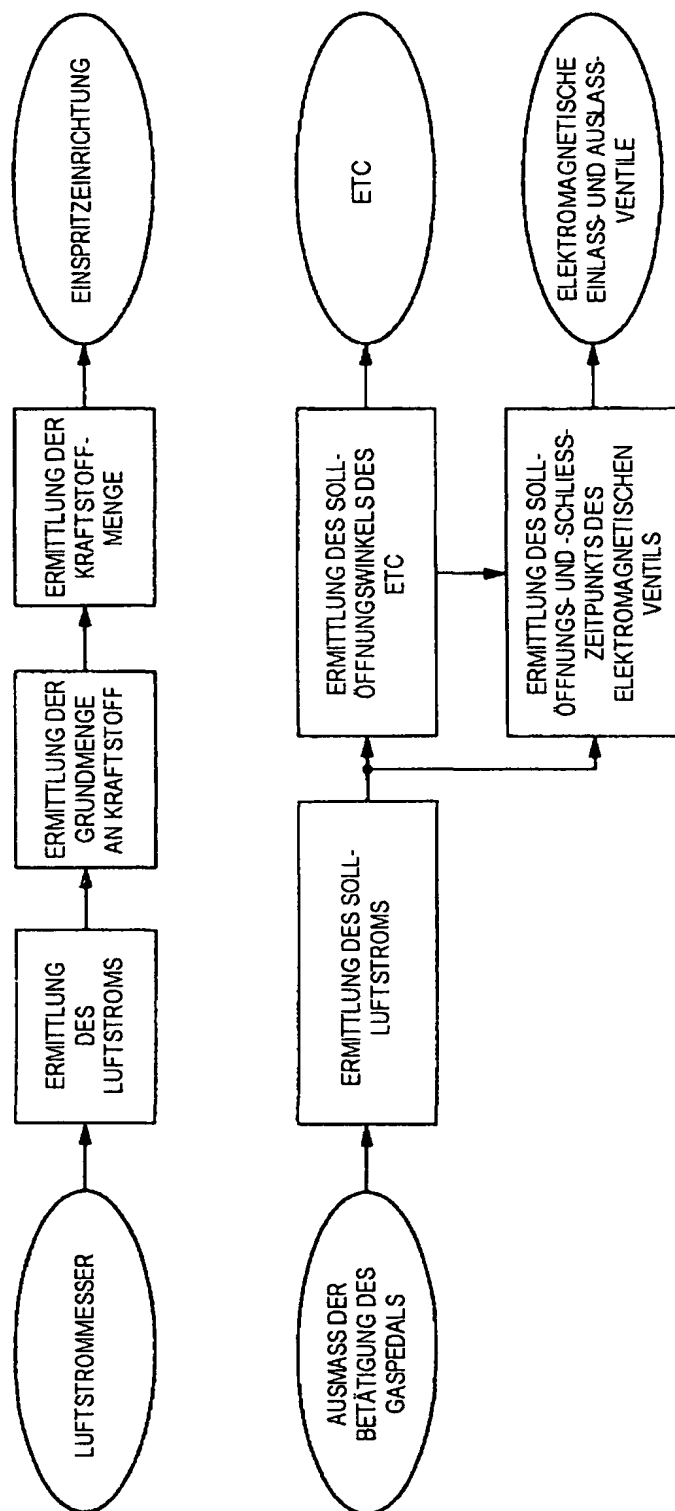 LUFTSTROMMESSER
ERMITTLUNG
DES
LUFTSTROMS
ERMITTLUNG DER
GRUNDMENGE
AN KRAFTSTOFF
ERMITTLUNG DER
KRAFTSTOFF-
MENGE
EINSPRITZEINRICHTUNG
AUSMASS DER
BETÄTIGUNG DES
GASPEDALS
ERMITTLUNG DES SOLL-
LUFTSTROMS
ERMITTLUNG DES SOLL-
ÖFFNUNGSWINKELS DES
ETC
ETC
ERMITTLUNG DES SOLL-
ÖFFNUNGS- UND -SCHLIESS-
ZEITPUNKTS DES
ELEKTROMAGNETISCHEN
VENTILS
ELEKTROMAGNETISCHE
EINLASS- UND AUSLASS-
VENTILE